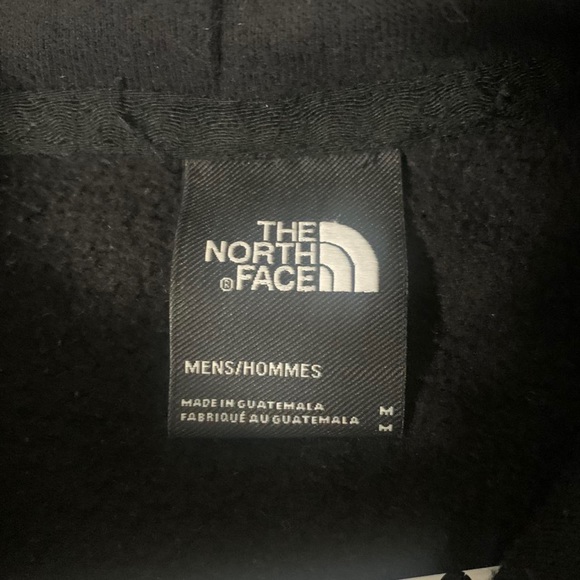 THE
NORTH
®FACE
MENS/HOMMES
MADE IN GUATEMALA M
FABRIQUÉ AU GUATEMALA M